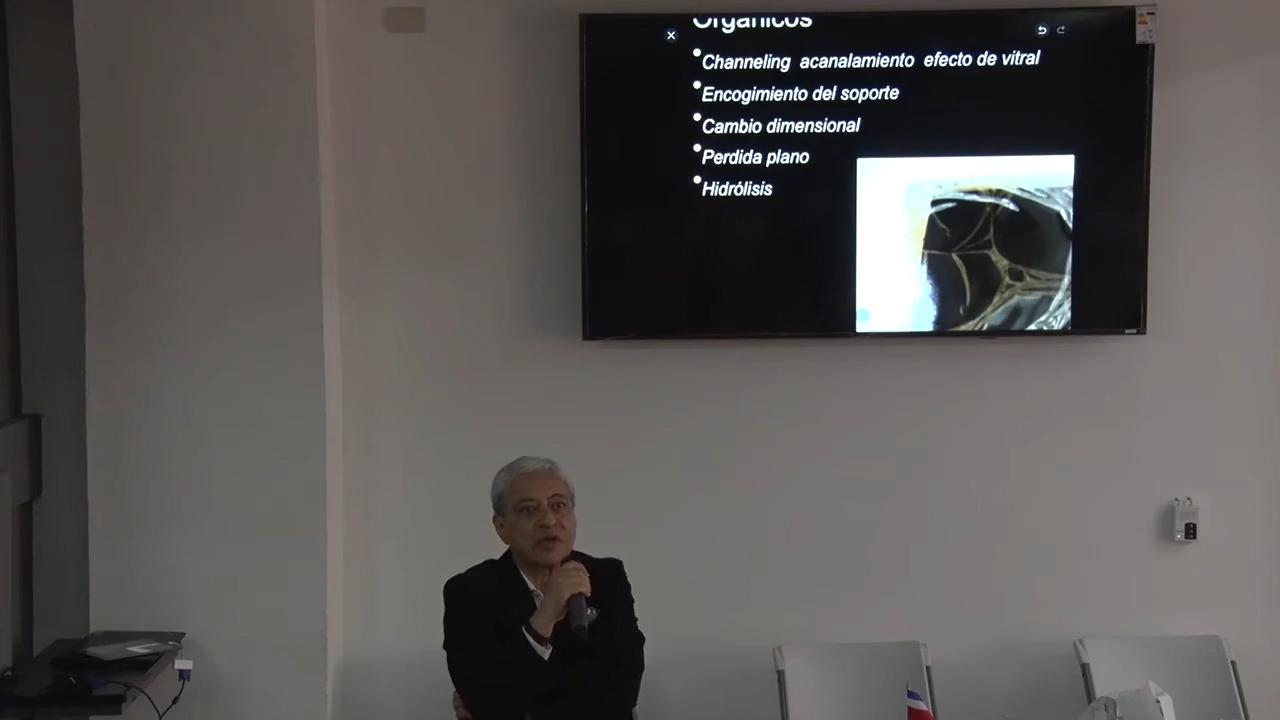 Orgánicos
Channeling acanalamiento efecto de vitral
Encogimiento del soporte
Cambio dimensional
Perdida plano
Hidrólisis